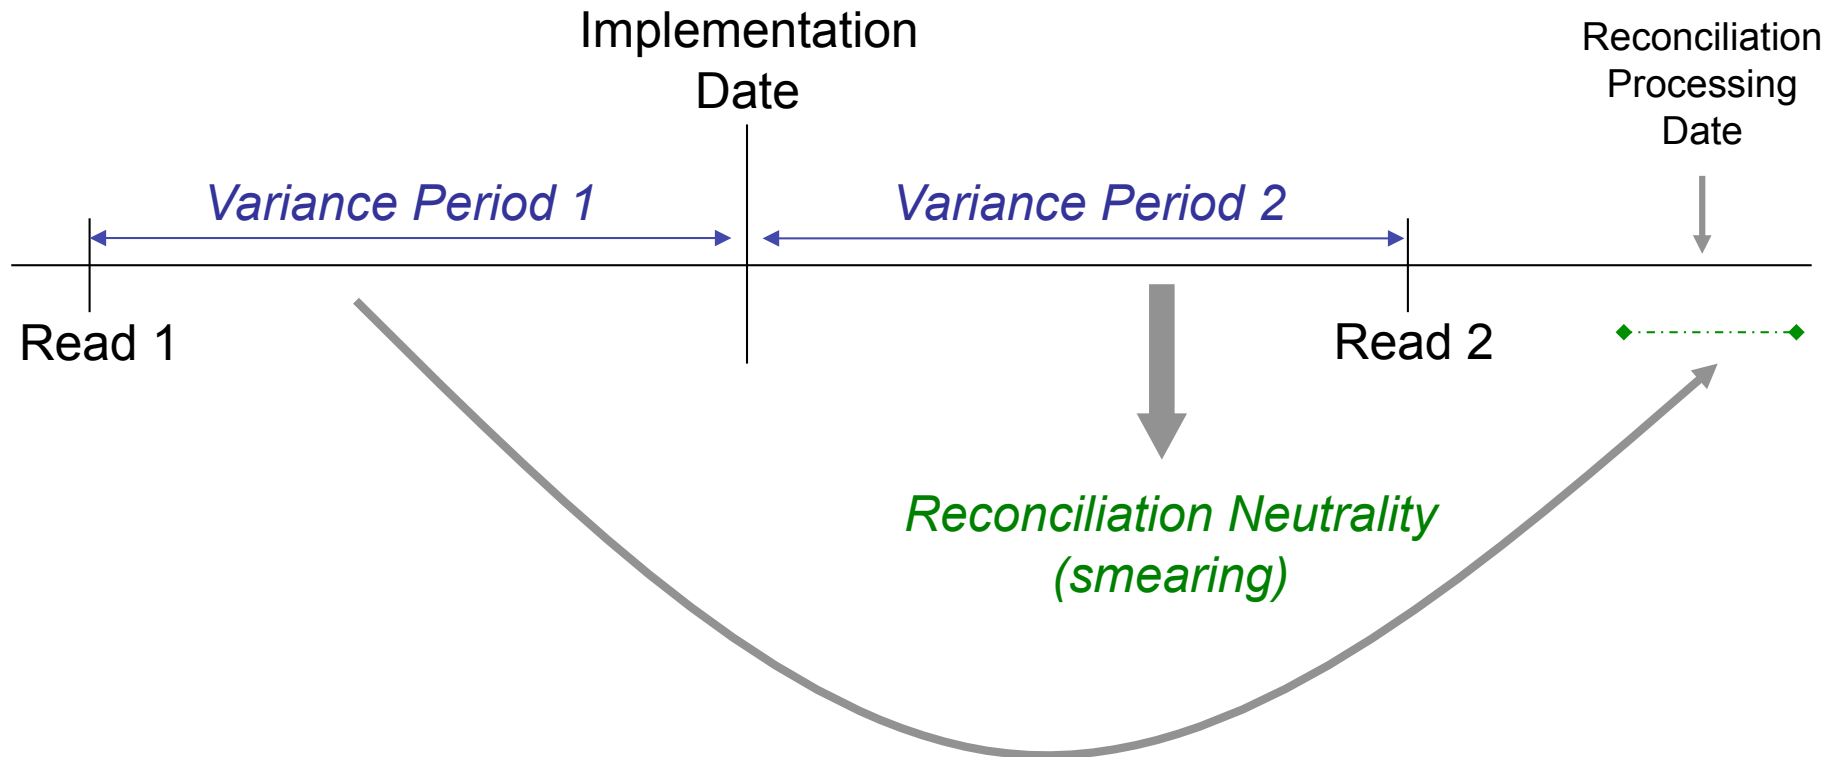 Implementation
Date
Reconciliation
Processing
Date
Variance Period 1
Variance Period 2
Read 1
Read 2
Reconciliation Neutrality
(smearing)